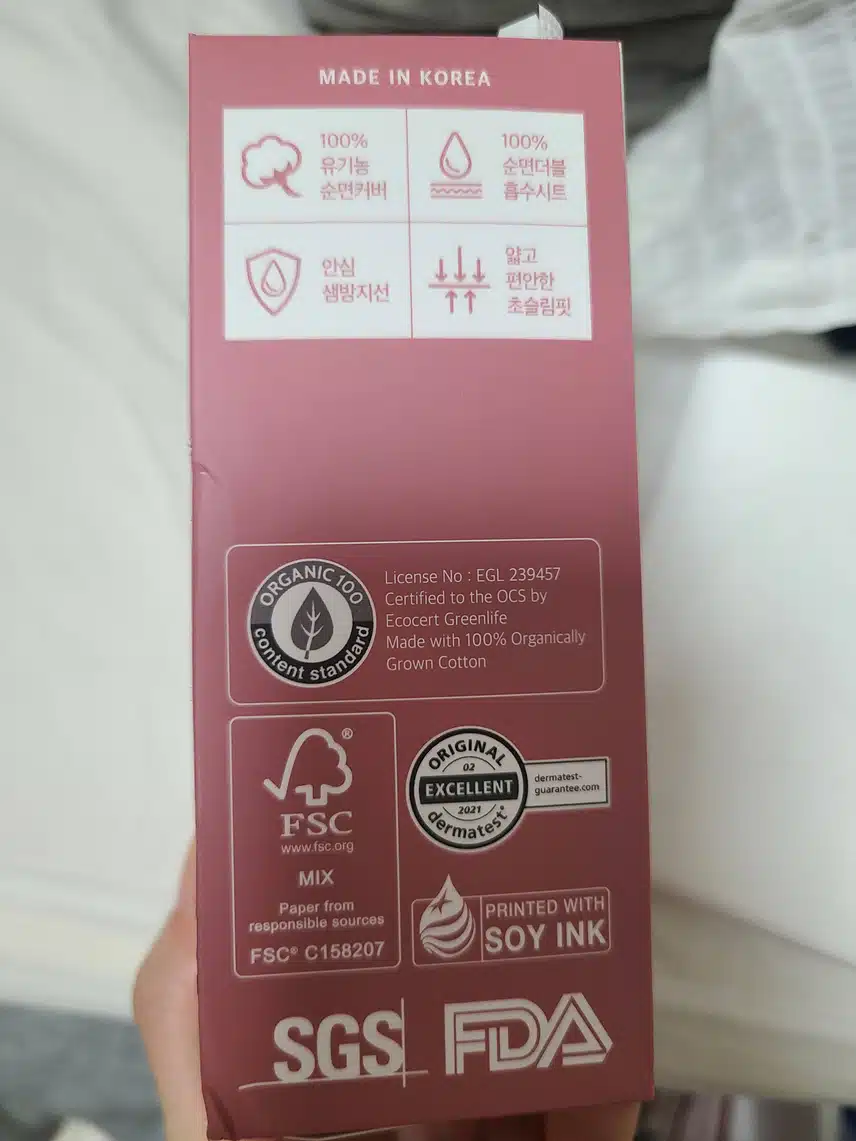 MADE IN KOREA
100%
유기농
순면커버
100%
순면더블
흡수시트
안심
샘방지선
얇고
편안한
초슬림핏
ORGANIC 100
content standard
License No : EGL 239457
Certified to the OCS by
Ecocert Greenlife
Made with 100% Organically
Grown Cotton
®
FSC
www.fsc.org
MIX
Paper from
responsible sources
FSC® C158207
ORIGINAL
02
EXCELLENT
2021
dermatest®
dermatest-
guarantee.com
PRINTED WITH
SOY INK
SGS
FDA